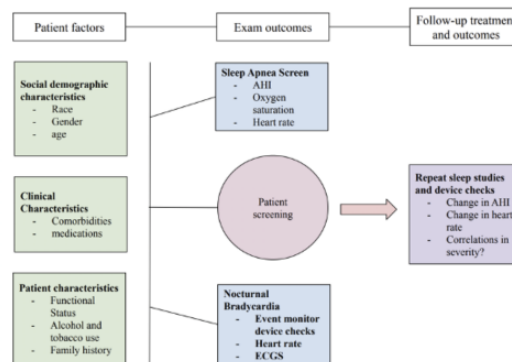 Patient factors
Exam outcomes
Follow-up treatment
and outcomes
Social demographic
characteristics
- Race
- Gender
- age
Clinical
Characteristics
- Comorbidities
- medications
Patient characteristics
- Functional
Status
- Alcohol and
tobacco use
- Family history
Sleep Apnea Screen
- AHI
- Oxygen
saturation
- Heart rate
Patient
screening
Nocturnal
Bradycardia
- Event monitor
device checks
- Heart rate
- ECGS
Repeat sleep studies
and device checks
- Change in AHI
- Change in heart
rate
- Correlations in
severity?